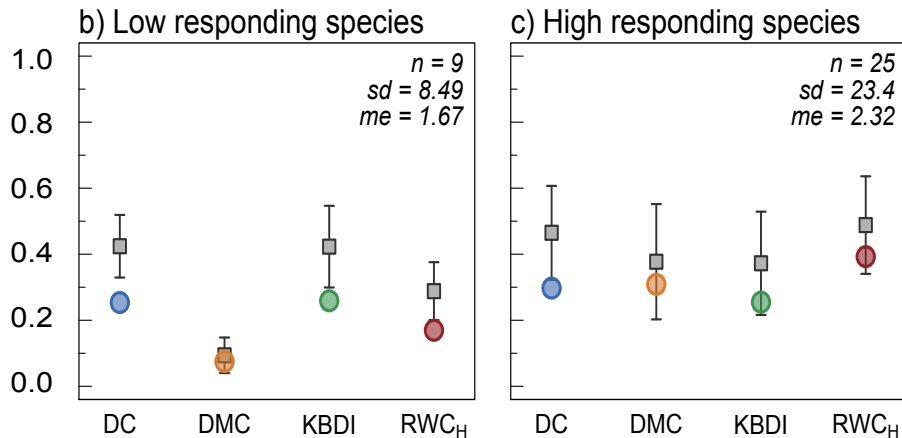 b) Low responding species
c) High responding species
1.0
0.8
0.6
0.4
0.2
0.0
n = 9
sd = 8.49
me = 1.67
n = 25
sd = 23.4
me = 2.32
DC
DMC
KBDI
RWCH
DC
DMC
KBDI
RWCH